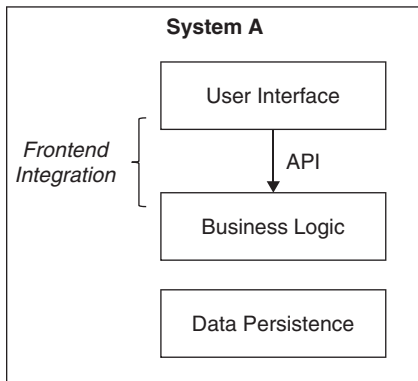 System A
User Interface
Frontend
Integration
API
Business Logic
Data Persistence